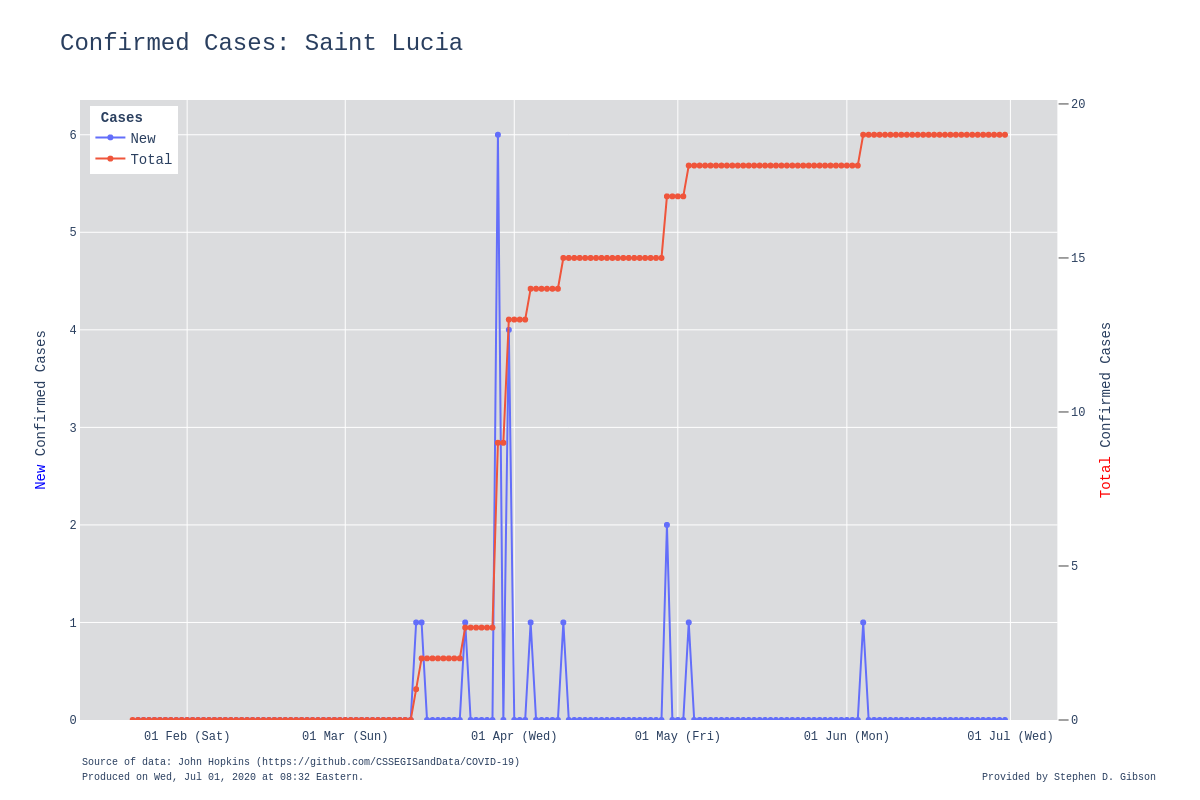 Confirmed Cases: Saint Lucia
Cases
New
Total
6
5
4
3
2
1
0
20
15
10
5
0
New Confirmed Cases
Total Confirmed Cases
01 Feb (Sat)
01 Mar (Sun)
01 Apr (Wed)
01 May (Fri)
01 Jun (Mon)
01 Jul (Wed)
Source of data: John Hopkins (https://github.com/CSSEGISandData/COVID-19)
Produced on Wed, Jul 01, 2020 at 08:32 Eastern.
Provided by Stephen D. Gibson